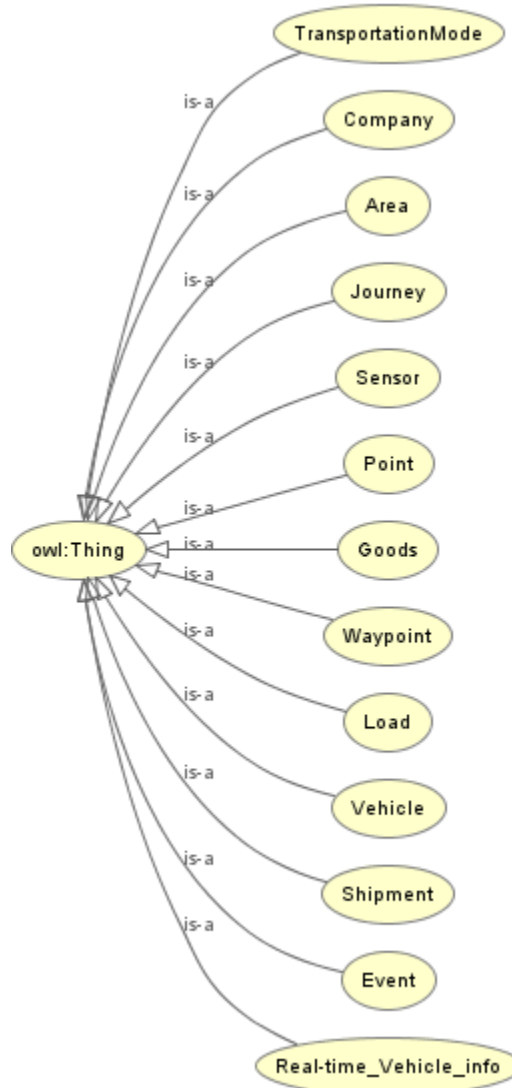 TransportationMode
is-a
Company
is-a
Area
is-a
Journey
is-a
Sensor
is-a
Point
is-a
owl:Thing
is-a
Goods
is-a
Waypoint
is-a
Load
is-a
Vehicle
is-a
Shipment
is-a
Event
is-a
Real-time_Vehicle_info